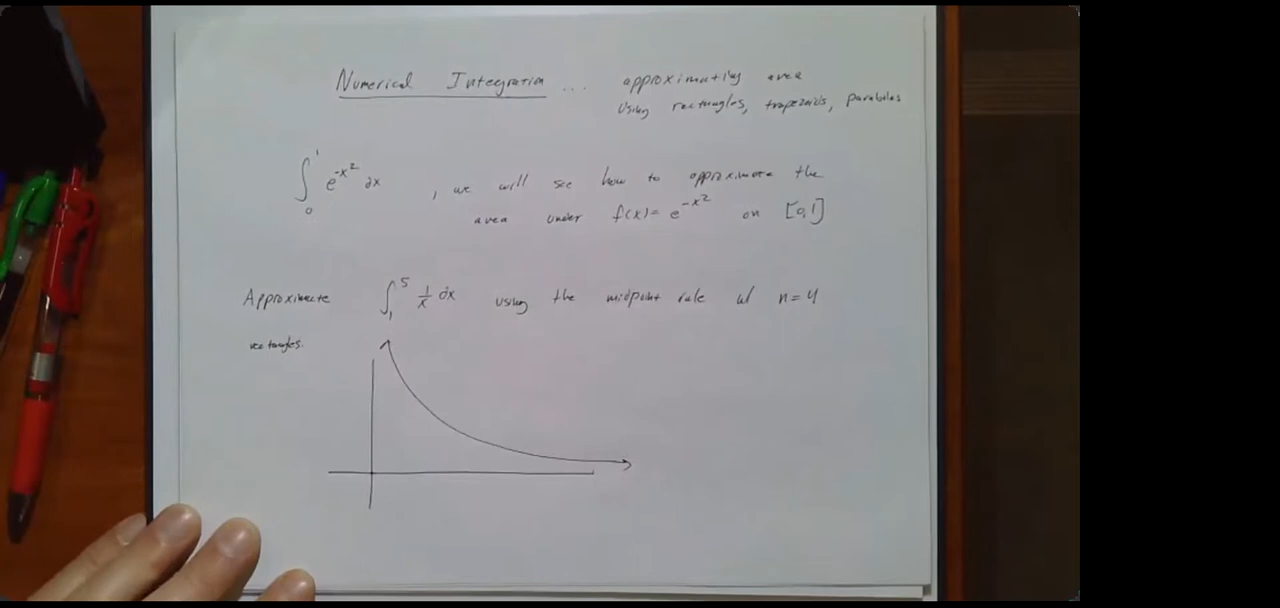 Numerical Integration ... approximating area
using rectangles, trapezoids, parabolas
∫₀¹ e^{-x²} dx , we will see how to approximate the
area under f(x) = e^{-x²} on [0,1]
Approximate ∫₁⁵ 1/x dx using the midpoint rule w/ n=4
rectangles.